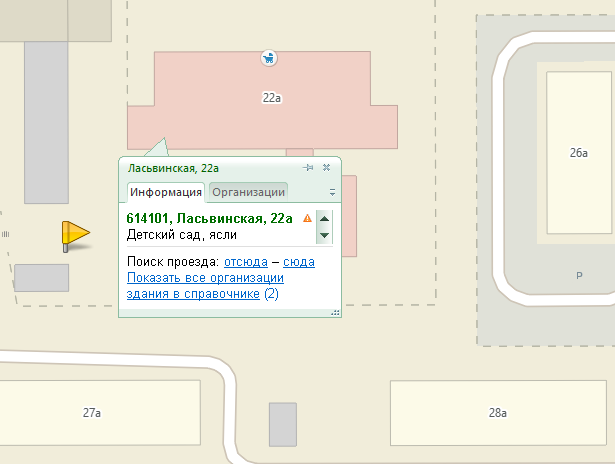 22а
26а
Ласьвинская, 22а
Информация
Организации
614101, Ласьвинская, 22а
Детский сад, ясли
Поиск проезда: отсюда – сюда
Показать все организации
здания в справочнике (2)
P
27а
28а